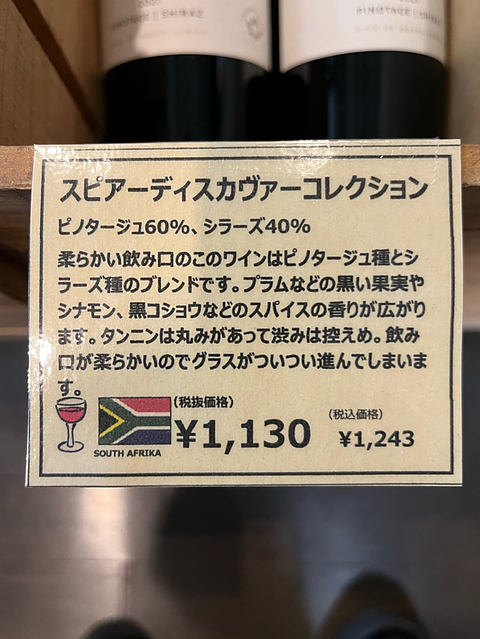 PINOTAGE | SHIRAZ
PINOTAGE | SHIRAZ
スピアーディスカヴァーコレクション
ピノタージュ60%、シラーズ40%
柔らかい飲み口のこのワインはピノタージュ種とシ
ラーズ種のブレンドです。プラムなどの黒い果実や
シナモン、黒コショウなどのスパイスの香りが広がり
ます。タンニンは丸みがあって渋みは控えめ。飲み
口が柔らかいのでグラスがついつい進んでしまいま
す。
(税抜価格)
¥1,130
(税込価格)
¥1,243
SOUTH AFRIKA